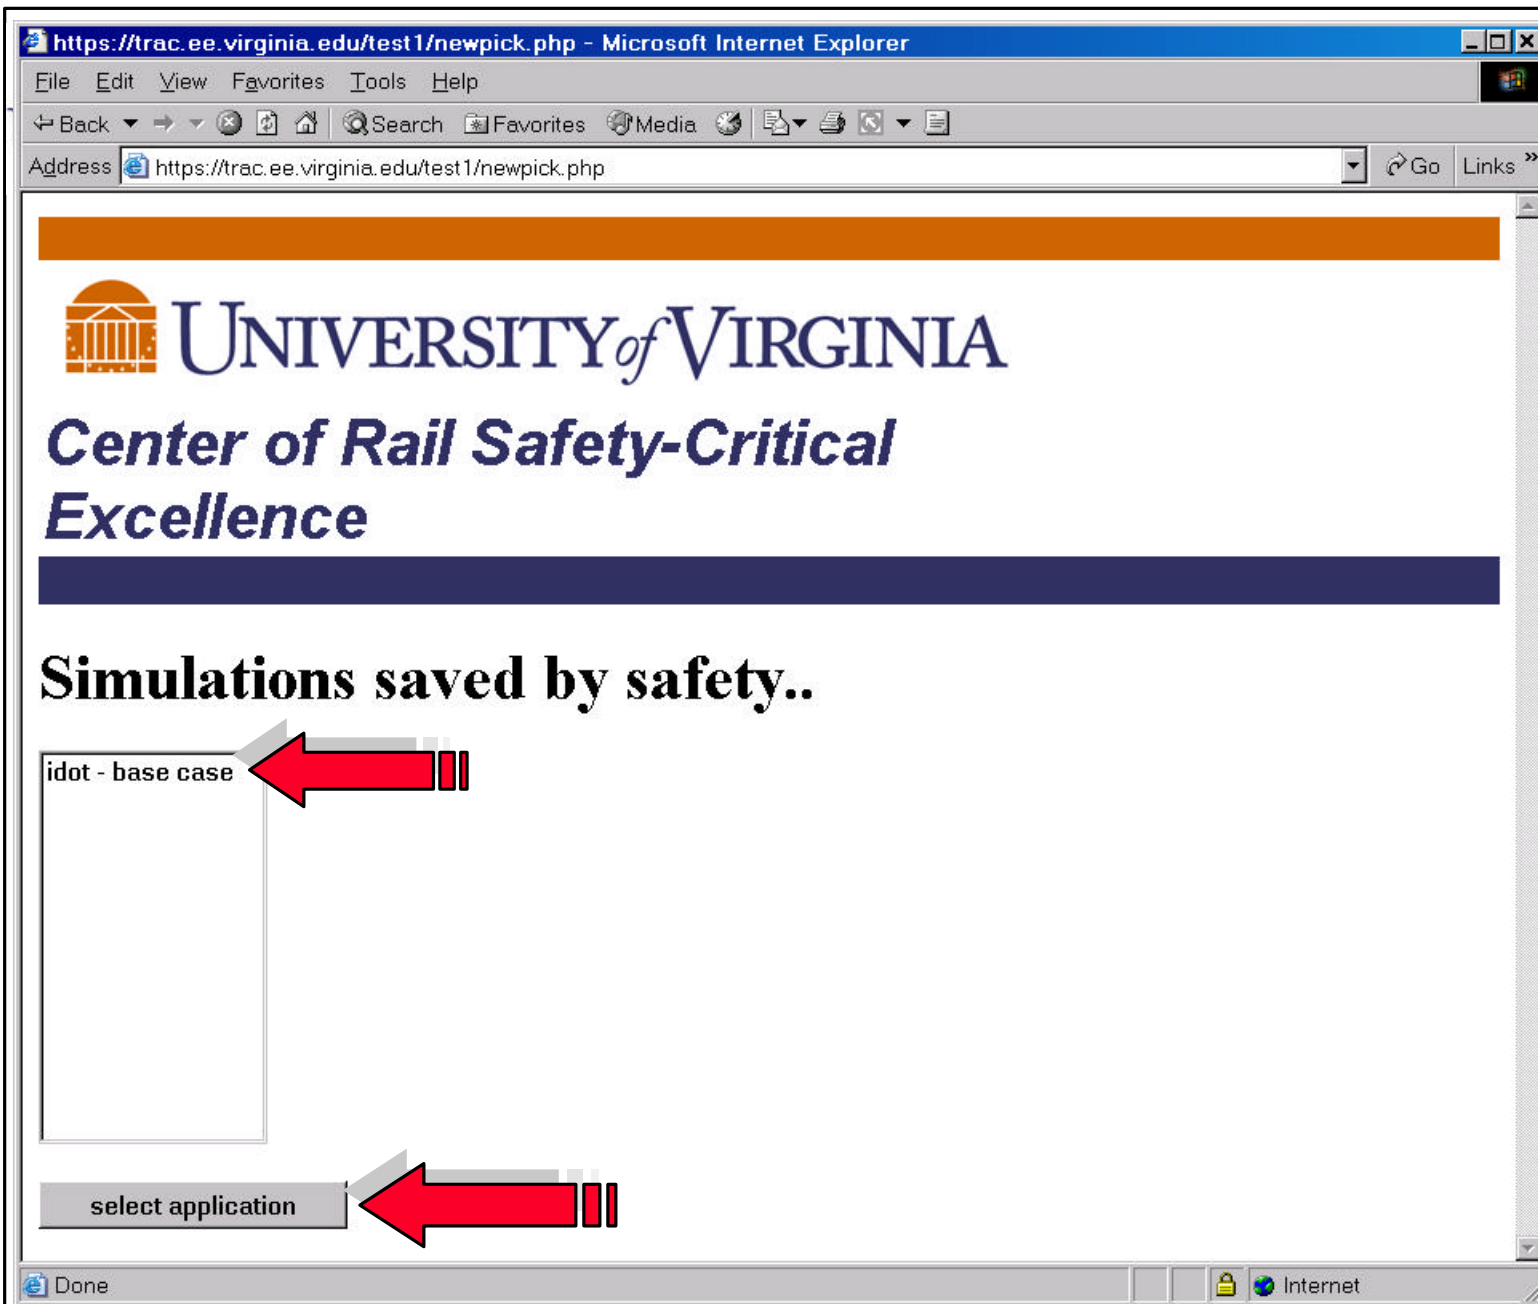 https://trac.ee.virginia.edu/test1/newpick.php - Microsoft Internet Explorer
File Edit View Favorites Tools Help
Back Search Favorites Media
Address https://trac.ee.virginia.edu/test1/newpick.php Go Links »
UNIVERSITY of VIRGINIA
Center of Rail Safety-Critical
Excellence
Simulations saved by safety..
idot - base case
select application
Done Internet